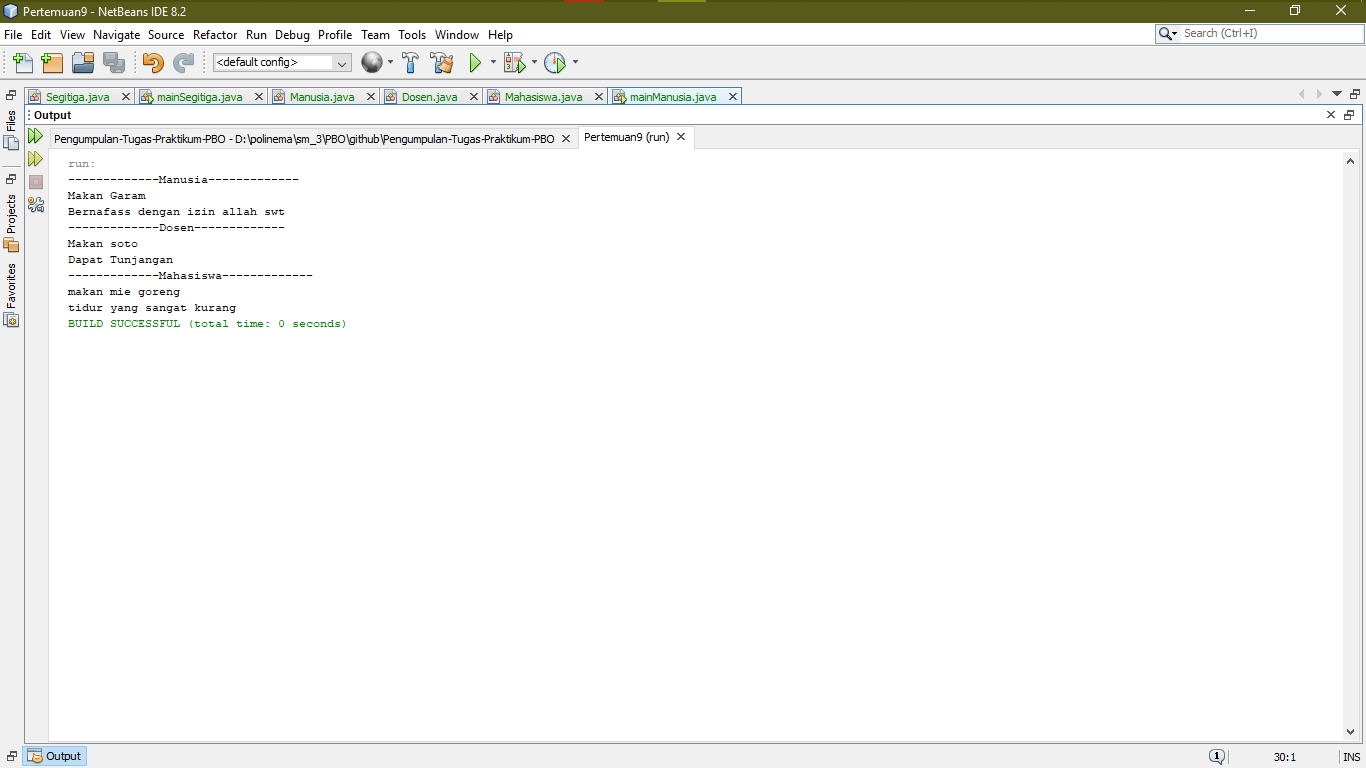 Pertemuan9 - NetBeans IDE 8.2
File Edit View Navigate Source Refactor Run Debug Profile Team Tools Window Help
Search (Ctrl+I)
<default config>
Segitiga.java mainSegitiga.java Manusia.java Dosen.java Mahasiswa.java mainManusia.java
Files
Projects
Favorites
Output
Pengumpulan-Tugas-Praktikum-PBO - D:\polinema\sm_3\PBO\github\Pengumpulan-Tugas-Praktikum-PBO Pertemuan9 (run)
run:
-------------Manusia-------------
Makan Garam
Bernafass dengan izin allah swt
-------------Dosen-------------
Makan soto
Dapat Tunjangan
-------------Mahasiswa-------------
makan mie goreng
tidur yang sangat kurang
BUILD SUCCESSFUL (total time: 0 seconds)
Output
1 30:1 INS